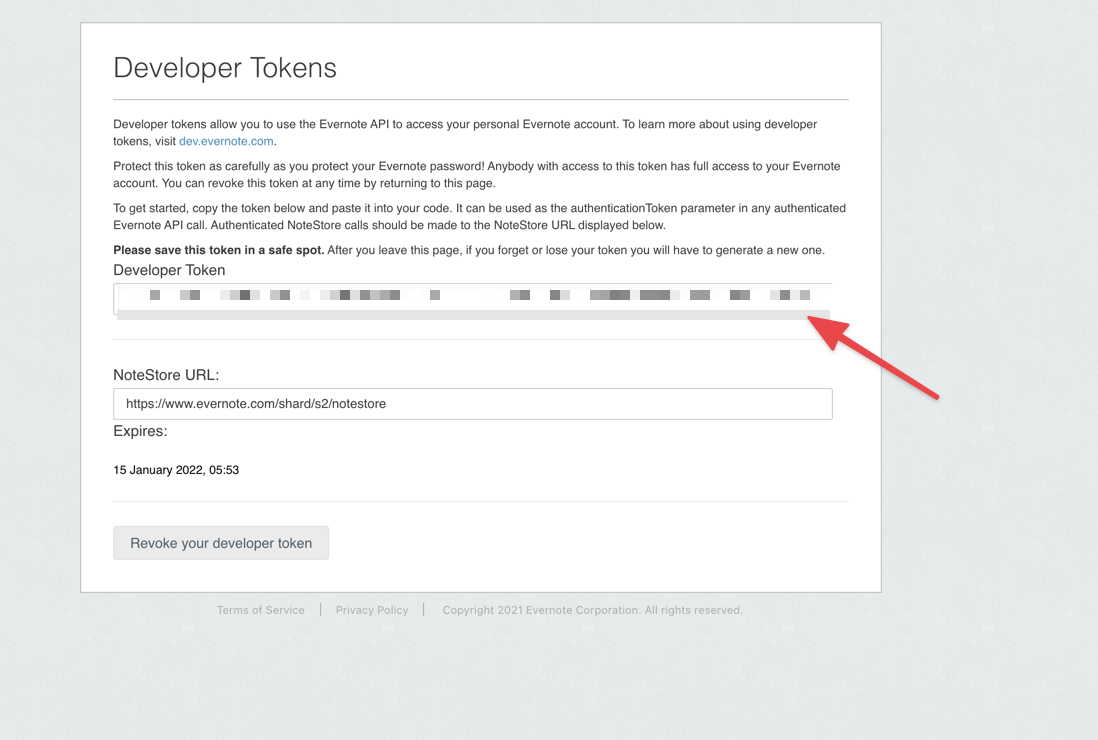 Developer Tokens
Developer tokens allow you to use the Evernote API to access your personal Evernote account. To learn more about using developer
tokens, visit dev.evernote.com.
Protect this token as carefully as you protect your Evernote password! Anybody with access to this token has full access to your Evernote
account. You can revoke this token at any time by returning to this page.
To get started, copy the token below and paste it into your code. It can be used as the authenticationToken parameter in any authenticated
Evernote API call. Authenticated NoteStore calls should be made to the NoteStore URL displayed below.
Please save this token in a safe spot. After you leave this page, if you forget or lose your token you will have to generate a new one.
Developer Token
NoteStore URL:
https://www.evernote.com/shard/s2/notestore
Expires:
15 January 2022, 05:53
Revoke your developer token
Terms of Service | Privacy Policy | Copyright 2021 Evernote Corporation. All rights reserved.